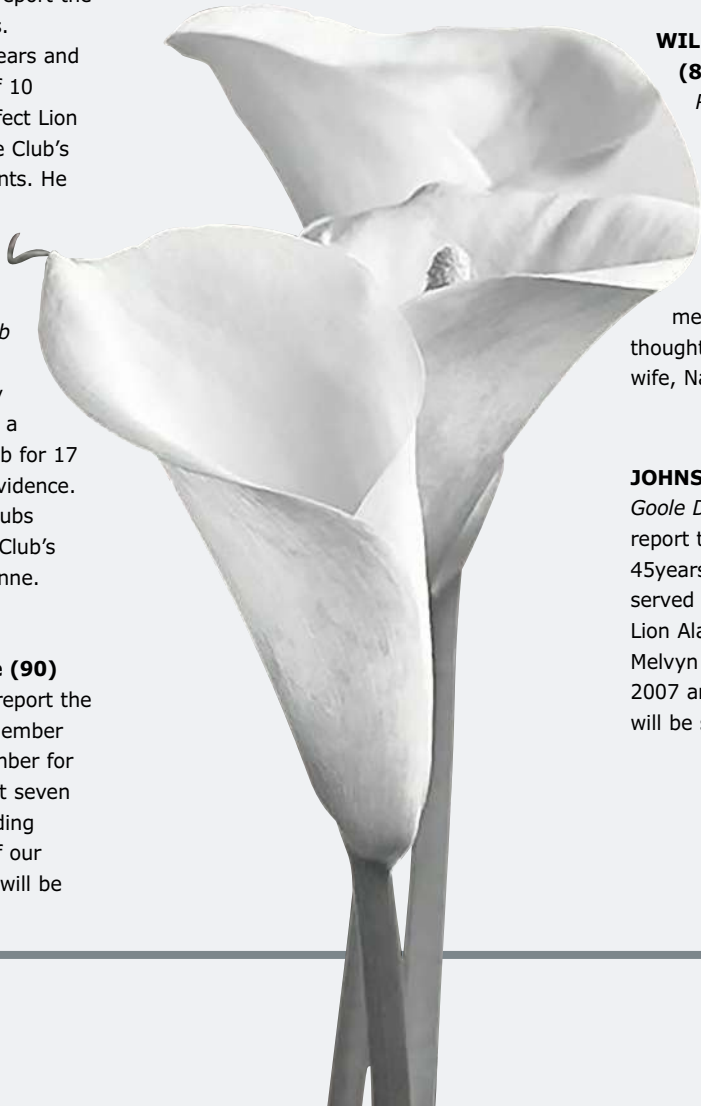 report the
s.
ears and
f 10
fect Lion
e Club's
nts. He
b
y
a
b for 17
vidence.
ubs
Club's
nne.
e (90)
report the
ember
mber for
t seven
ding
f our
will be
WIL
(8
me
thought
wife, Na
JOHNS
Goole D
report t
45years
served
Lion Ala
Melvyn
2007 a
will be s